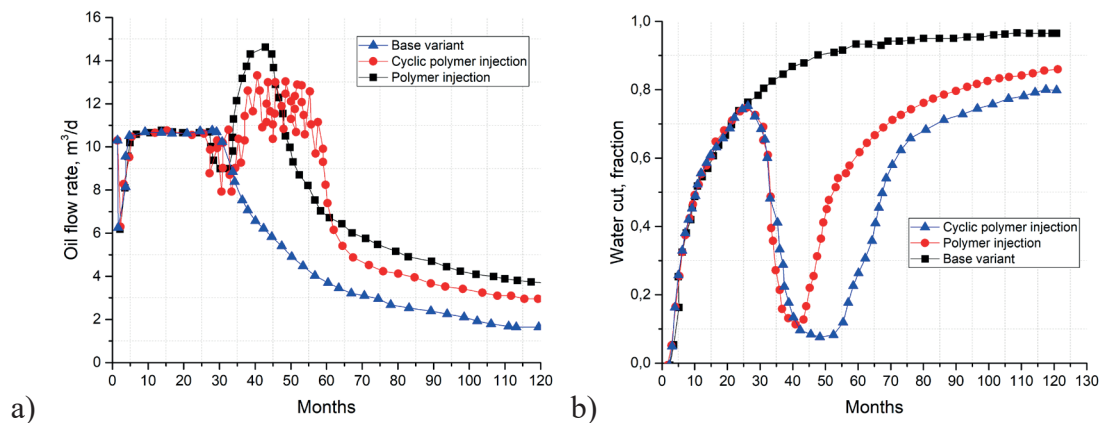 16
14
12
10
8
6
4
2
0
Oil flow rate, m³/d
Base variant
Cyclic polymer injection
Polymer injection
0 10 20 30 40 50 60 70 80 90 100 110 120
Months
a)
1,0
0,8
0,6
0,4
0,2
0,0
Water cut, fraction
Cyclic polymer injection
Polymer injection
Base variant
0 10 20 30 40 50 60 70 80 90 100 110 120 130
Months
b)